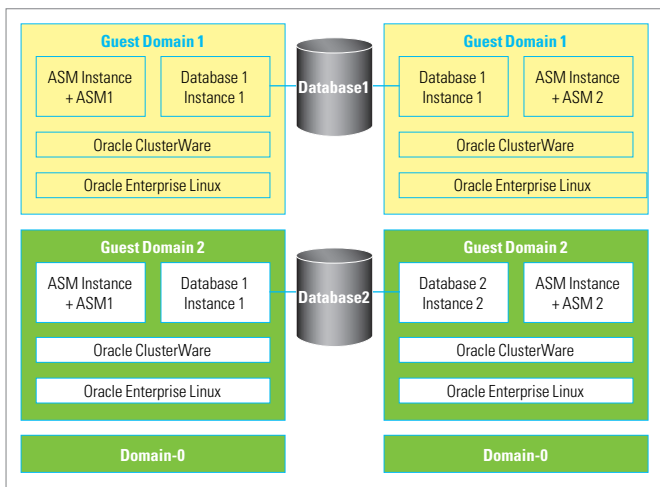 Guest Domain 1
ASM Instance
+ ASM1
Database 1
Instance 1
Oracle ClusterWare
Oracle Enterprise Linux
Database1
Guest Domain 1
Database 1
Instance 1
ASM Instance
+ ASM 2
Oracle ClusterWare
Oracle Enterprise Linux
Guest Domain 2
ASM Instance
+ ASM1
Database 1
Instance 1
Oracle ClusterWare
Oracle Enterprise Linux
Database2
Guest Domain 2
Database 2
Instance 2
ASM Instance
+ ASM 2
Oracle ClusterWare
Oracle Enterprise Linux
Domain-0
Domain-0